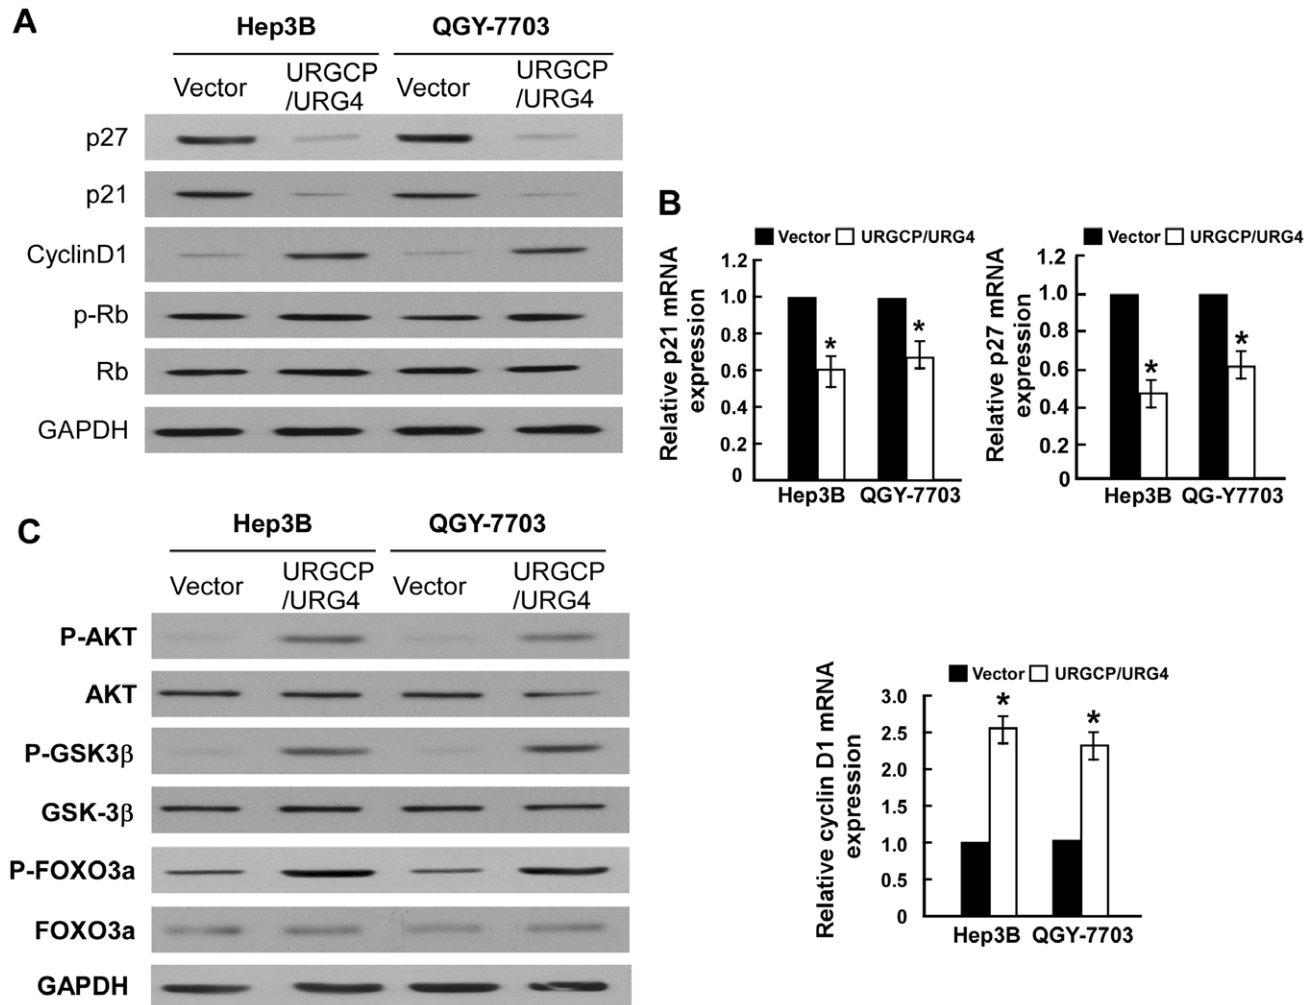 A
Hep3B QGY-7703
Vector URGCP
/URG4 Vector URGCP
/URG4
p27
p21
CyclinD1
p-Rb
Rb
GAPDH
B
Vector URGCP/URG4
Relative p21 mRNA
expression
1.2
1.0
0.8
0.6
0.4
0.2
0
* *
Hep3B QGY-7703
Vector URGCP/URG4
Relative p27 mRNA
expression
1.2
1.0
0.8
0.6
0.4
0.2
0
* *
Hep3B QG-Y7703
C
Hep3B QGY-7703
Vector URGCP
/URG4 Vector URGCP
/URG4
P-AKT
AKT
P-GSK3β
GSK-3β
P-FOXO3a
FOXO3a
GAPDH
Vector URGCP/URG4
Relative cyclin D1 mRNA
expression
3.0
2.5
2.0
1.5
1.0
0.5
0
* *
Hep3B QGY-7703